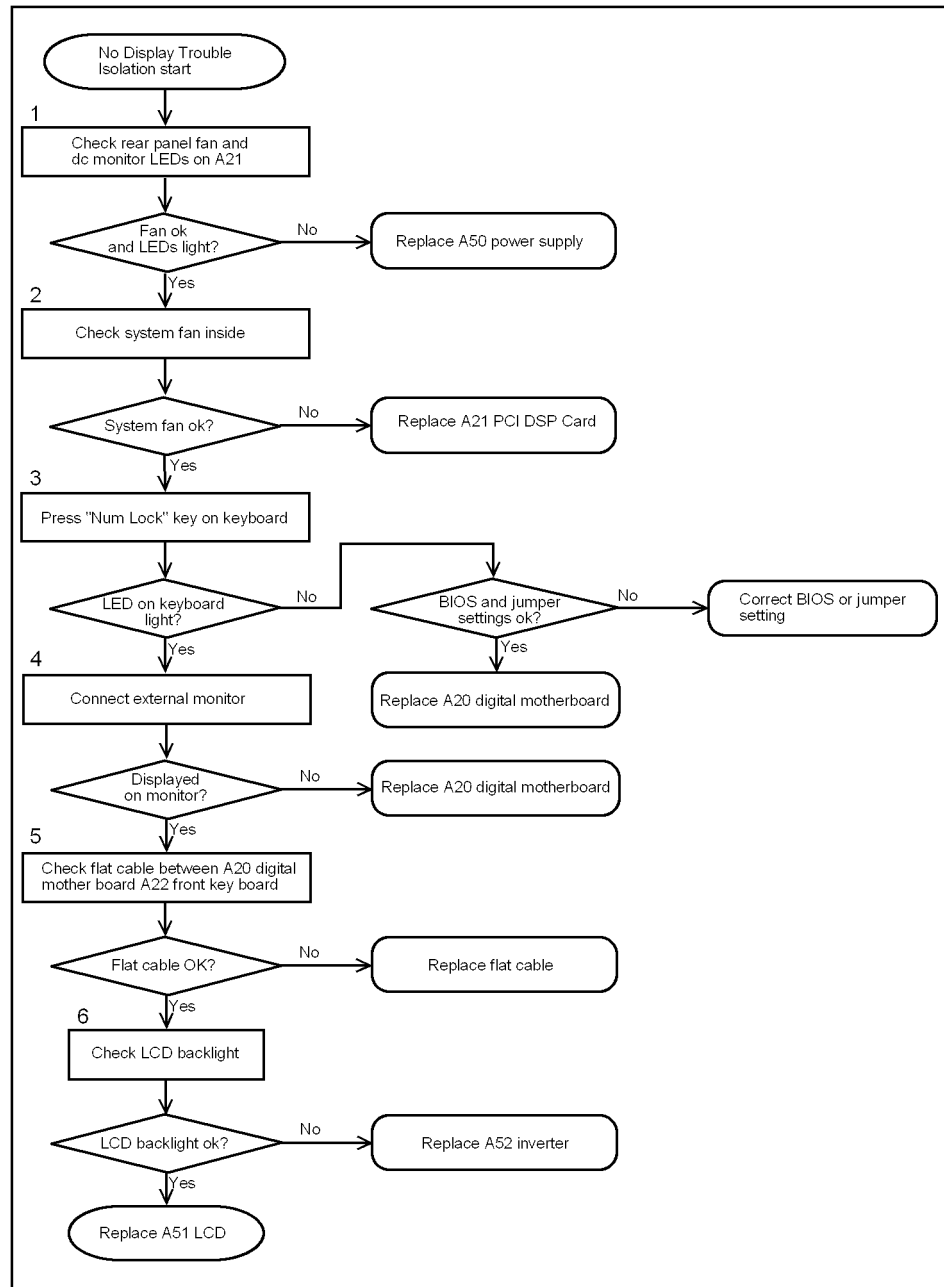 No Display Trouble
Isolation start
1
Check rear panel fan and
dc monitor LEDs on A21
Fan ok
and LEDs light?
No
Replace A50 power supply
Yes
2
Check system fan inside
System fan ok?
No
Replace A21 PCI DSP Card
Yes
3
Press "Num Lock" key on keyboard
LED on keyboard
light?
No
BIOS and jumper
settings ok?
No
Correct BIOS or jumper
setting
Yes
Yes
Replace A20 digital motherboard
4
Connect external monitor
Displayed
on monitor?
No
Replace A20 digital motherboard
Yes
5
Check flat cable between A20 digital
mother board A22 front key board
Flat cable OK?
No
Replace flat cable
Yes
6
Check LCD backlight
LCD backlight ok?
No
Replace A52 inverter
Yes
Replace A51 LCD